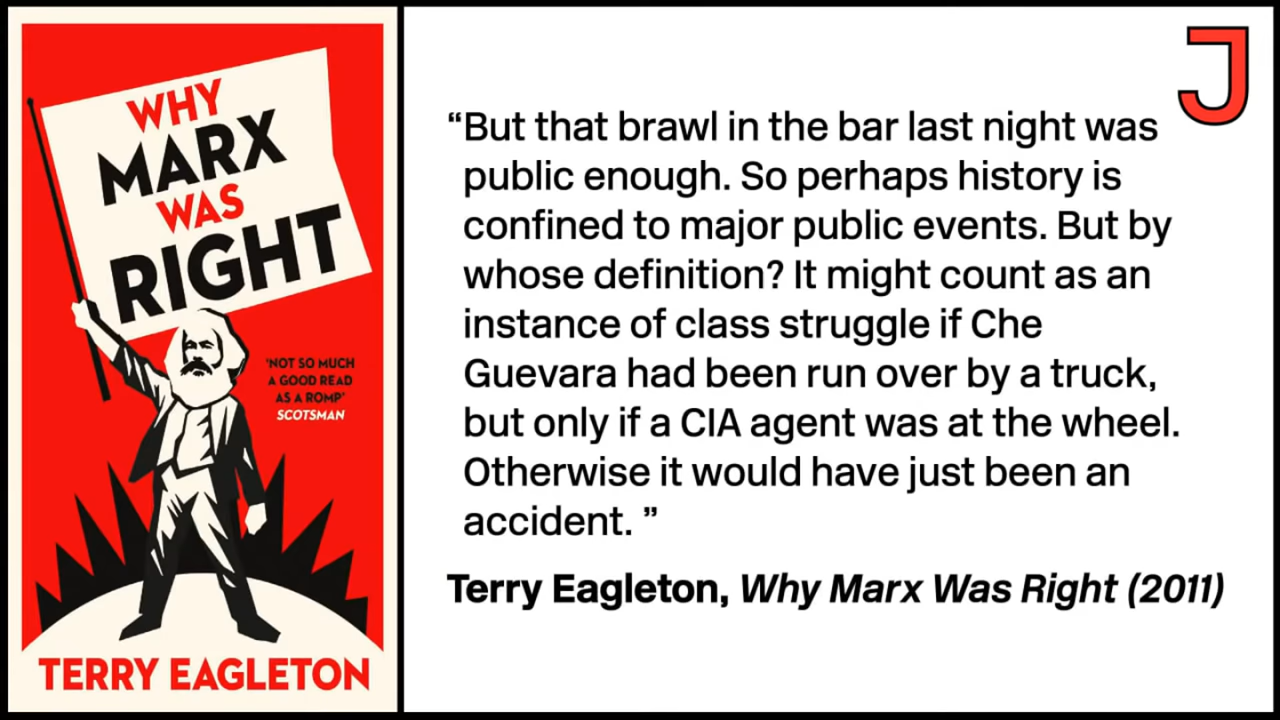 WHY
MARX
WAS
RIGHT
'NOT SO MUCH
A GOOD READ
AS A ROMP'
SCOTSMAN
TERRY EAGLETON
J
“But that brawl in the bar last night was
public enough. So perhaps history is
confined to major public events. But by
whose definition? It might count as an
instance of class struggle if Che
Guevara had been run over by a truck,
but only if a CIA agent was at the wheel.
Otherwise it would have just been an
accident. ”
Terry Eagleton, Why Marx Was Right (2011)